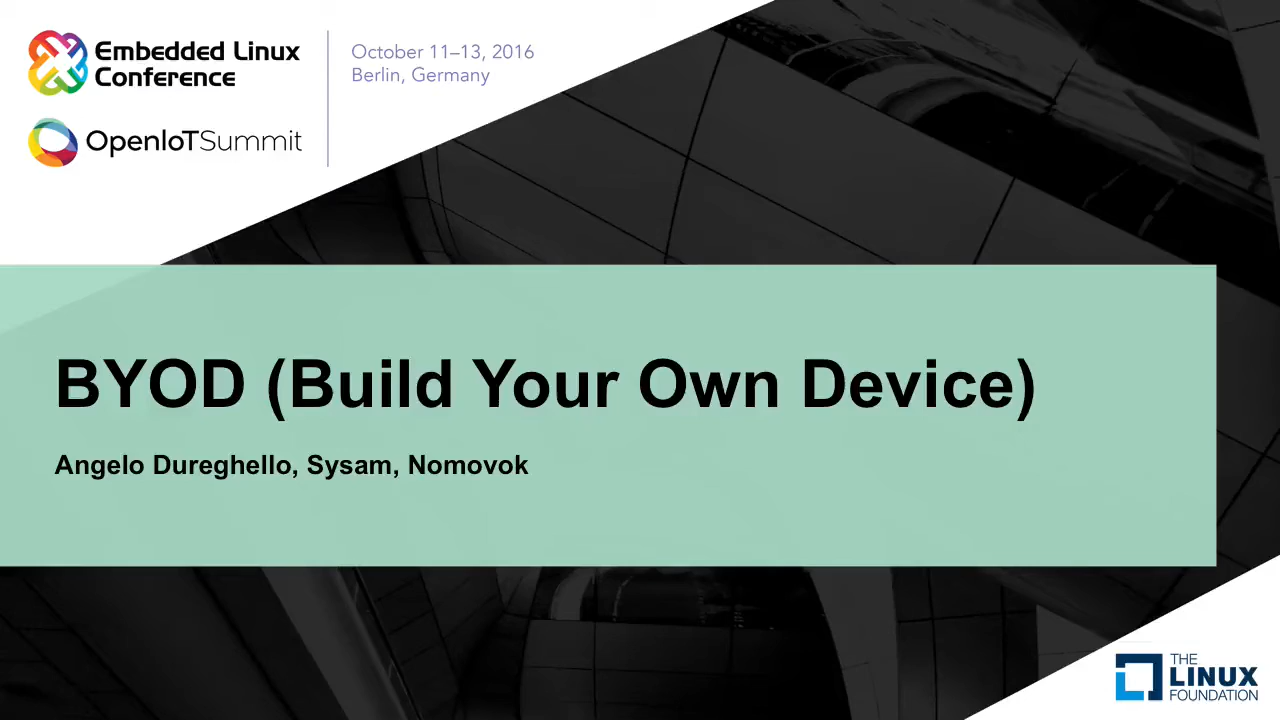 Embedded Linux
Conference
October 11–13, 2016
Berlin, Germany
OpenIoTSummit
BYOD (Build Your Own Device)
Angelo Dureghello, Sysam, Nomovok
THE
LINUX
FOUNDATION